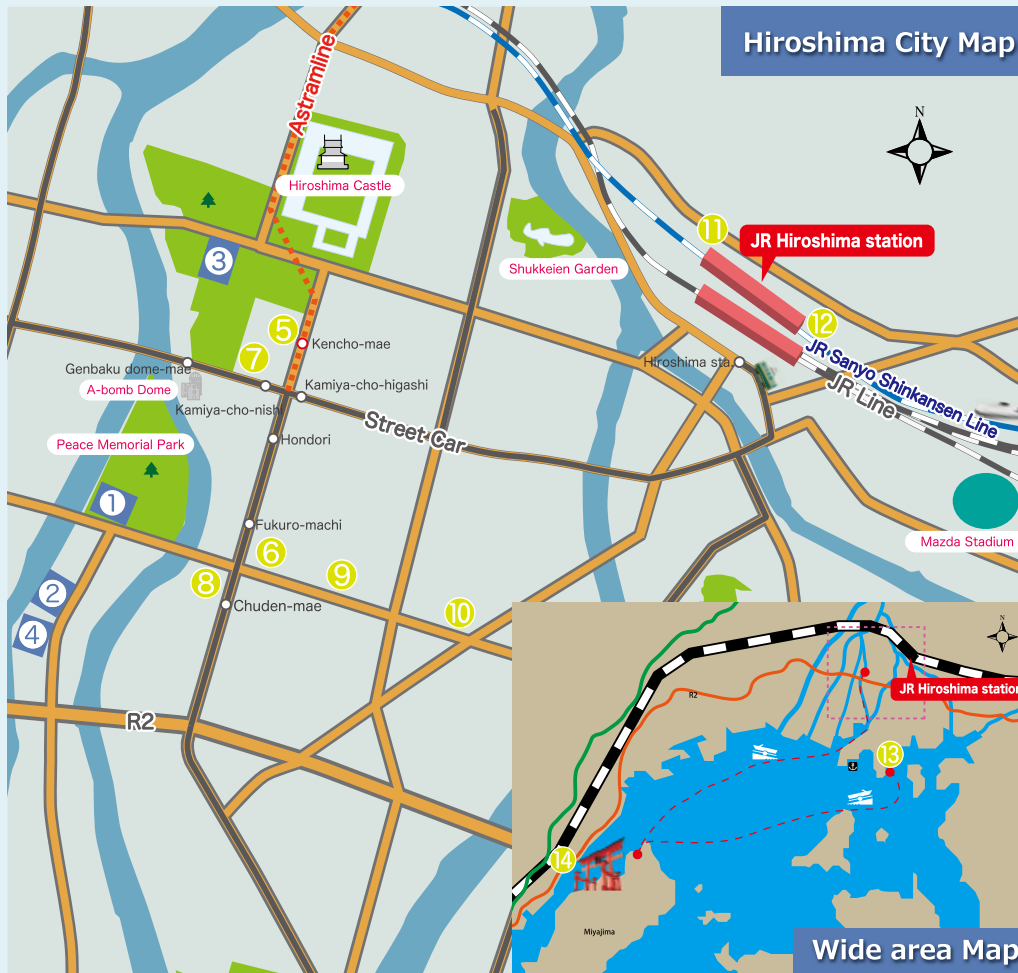 Hiroshima City Map
N
Astramline
Hiroshima Castle
11
JR Hiroshima station
3
Shukkeien Garden
12
5
Kencho-mae
JR Sanyo Shinkansen Line
JR Line
Hiroshima sta.
7
Genbaku dome-mae
A-bomb Dome
Kamiya-cho-higashi
Kamiya-cho-nishi
Street Car
Peace Memorial Park
Hondori
1
Mazda Stadium
Fukuro-machi
6
9
8
2
Chuden-mae
10
4
R2
N
JR Hiroshima station
R2
13
14
Miyajima
Wide area Map